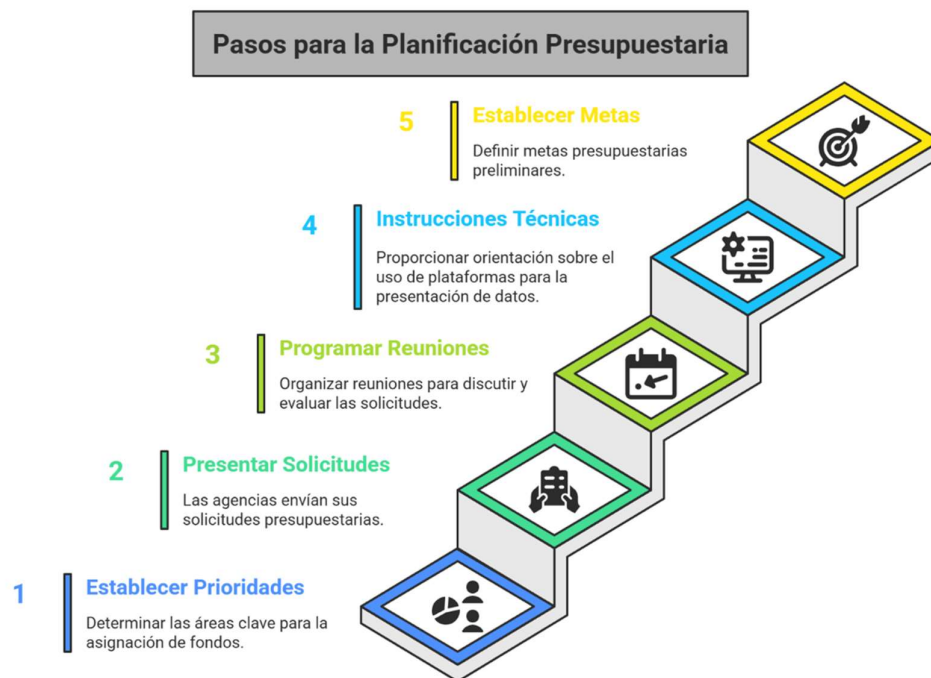 Pasos para la Planificación Presupuestaria
5
Establecer Metas
Definir metas presupuestarias
preliminares.
4
Instrucciones Técnicas
Proporcionar orientación sobre el
uso de plataformas para la
presentación de datos.
3
Programar Reuniones
Organizar reuniones para discutir y
evaluar las solicitudes.
2
Presentar Solicitudes
Las agencias envían sus
solicitudes presupuestarias.
1
Establecer Prioridades
Determinar las áreas clave para la
asignación de fondos.